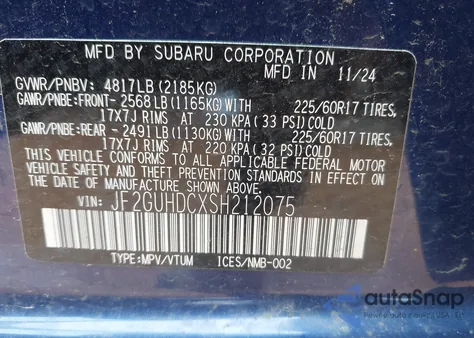 MFD BY SUBARU CORPORATION
MFD IN 11/24
GVWR/PNBV: 4817LB (2185KG)
GAWR/PNBE:FRONT- 2568LB (1165KG)WITH 225/60R17 TIRES,
17X7J RIMS AT 230 KPA (33 PSI)COLD
GAWR/PNBE:REAR - 2491LB (1130KG)WITH 225/60R17 TIRES,
17X7J RIMS AT 220 KPA (32 PSI)COLD
THIS VEHICLE CONFORMS TO ALL APPLICABLE FEDERAL MOTOR
VEHICLE SAFETY AND THEFT PREVENTION STANDARDS IN EFFECT
ON THE DATE OF MANUFACTURE SHOWN ABOVE.
VIN: JF2GUHDCXSH212075
TYPE:MPV/VTUM ICES/NMB-002
autoSnap